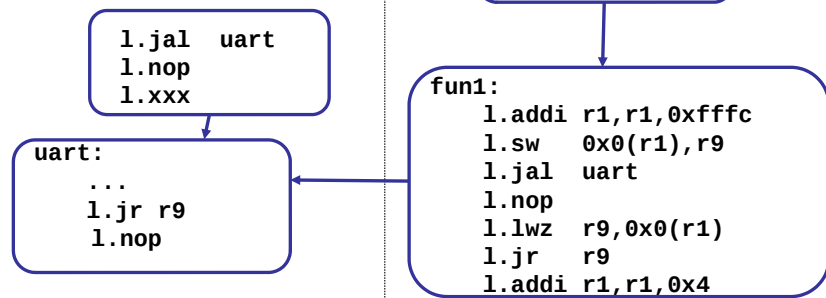 l.jal uart
l.nop
l.xxx
uart:
...
l.jr r9
l.nop
fun1:
l.addi r1,r1,0xfffc
l.sw 0x0(r1),r9
l.jal uart
l.nop
l.lwz r9,0x0(r1)
l.jr r9
l.addi r1,r1,0x4